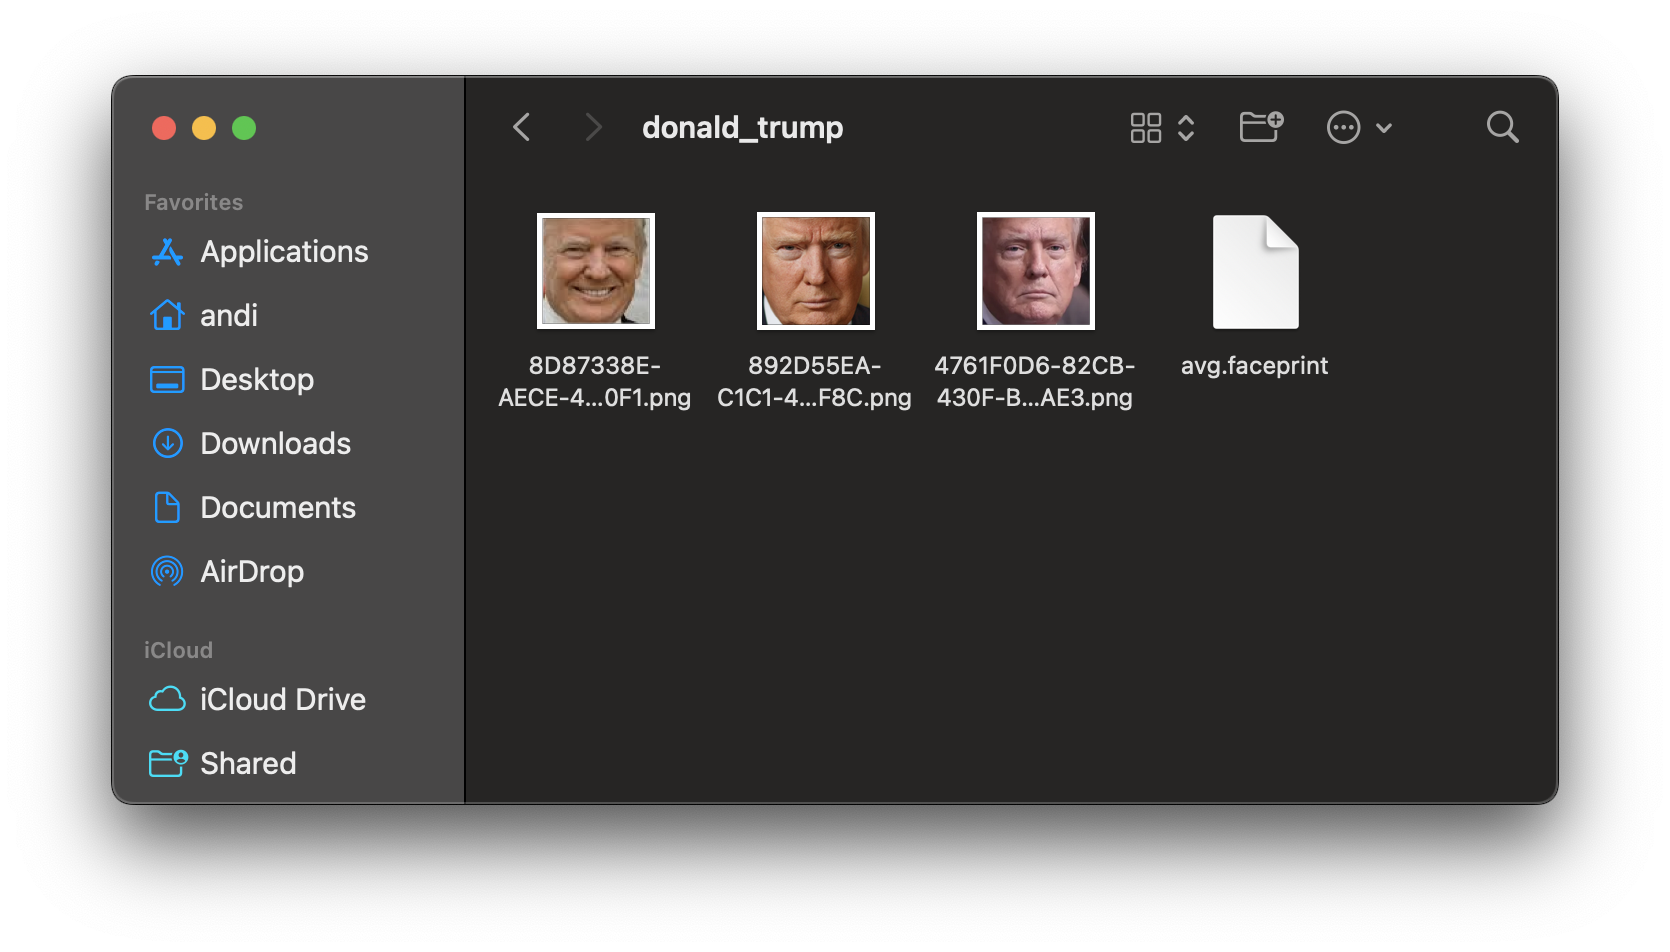 donald_trump
Favorites
Applications
andi
Desktop
Downloads
Documents
AirDrop
iCloud
iCloud Drive
Shared
8D87338E-
AECE-4...0F1.png
892D55EA-
C1C1-4...F8C.png
4761F0D6-82CB-
430F-B...AE3.png
avg.faceprint